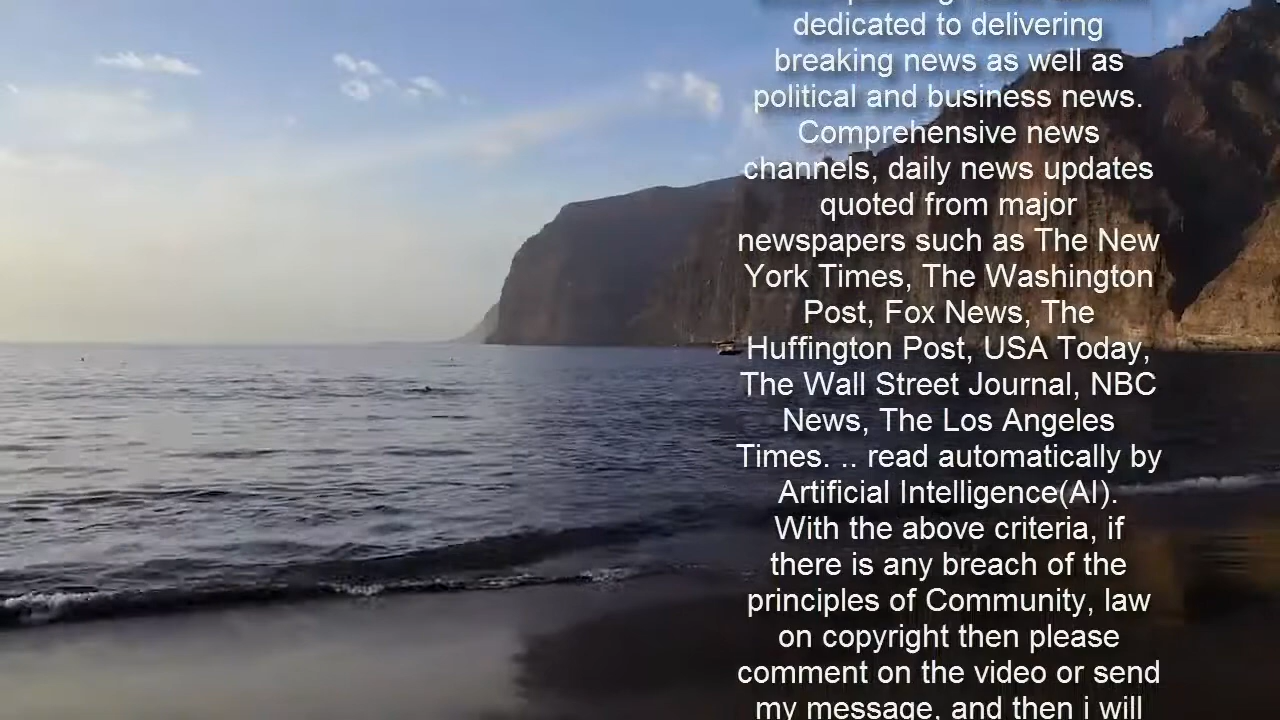 dedicated to delivering
breaking news as well as
political and business news.
Comprehensive news
channels, daily news updates
quoted from major
newspapers such as The New
York Times, The Washington
Post, Fox News, The
Huffington Post, USA Today,
The Wall Street Journal, NBC
News, The Los Angeles
Times. .. read automatically by
Artificial Intelligence(AI).
With the above criteria, if
there is any breach of the
principles of Community, law
on copyright then please
comment on the video or send
my message, and then i will